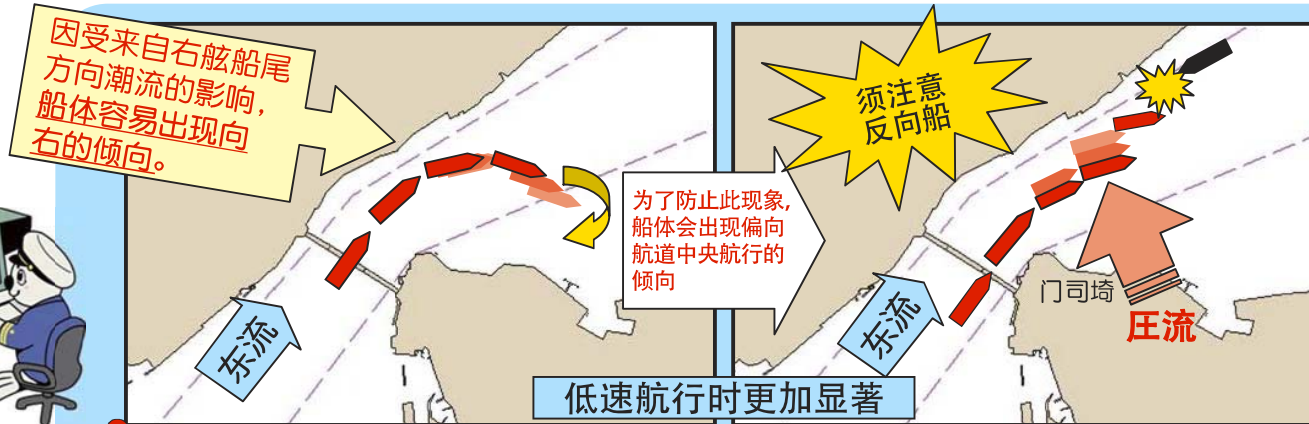 因受来自右舷船尾
方向潮流的影响,
船体容易出现向
右的倾向。
东流
为了防止此现象,
船体会出现偏向
航道中央航行的
倾向
须注意
反向船
东流
门司埼
圧流
低速航行时更加显著